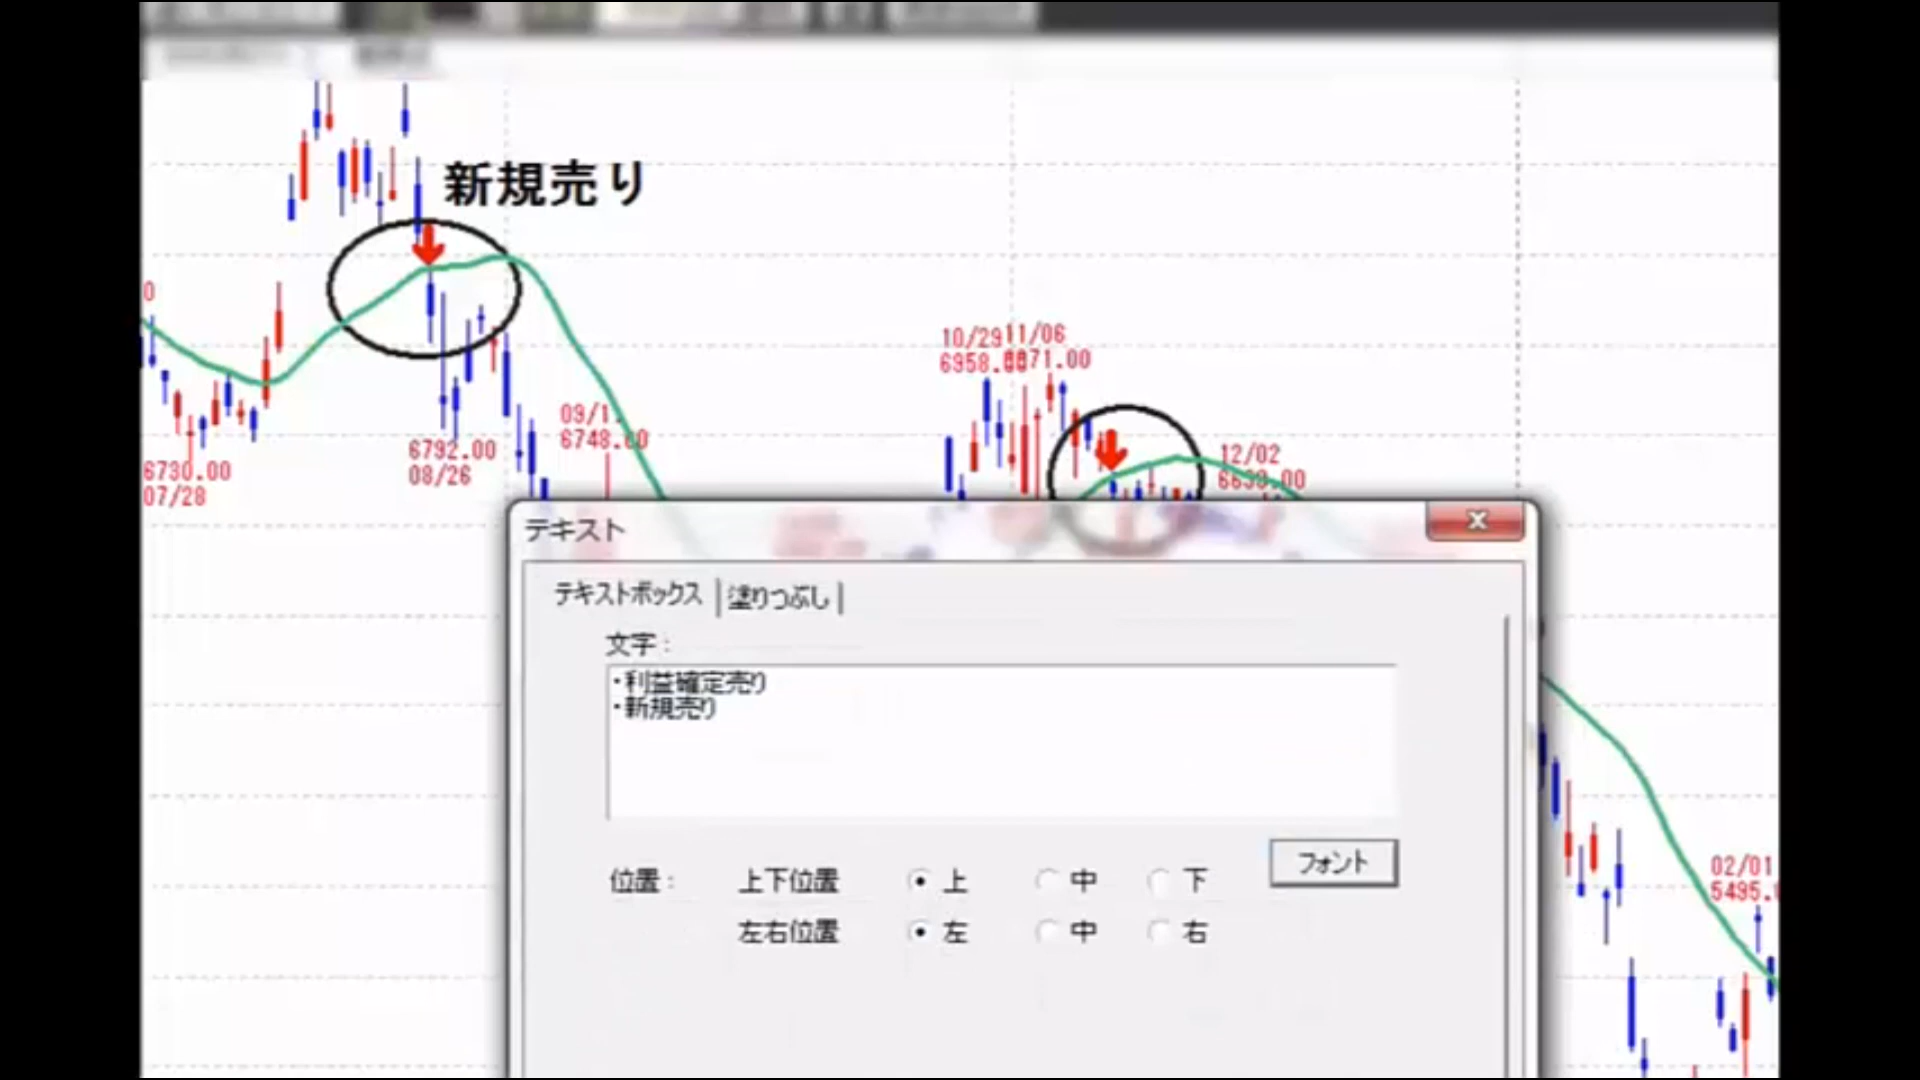 新規売り
10/29
11/06
6958.00
6871.00
09/1
6748.00
6792.00
08/26
6730.00
07/28
12/02
テキスト
テキストボックス
塗りつぶし
文字：
・利益確定売り
・新規売り
フォント
位置： 上下位置 上 中 下
左右位置 左 中 右
02/01
5495.